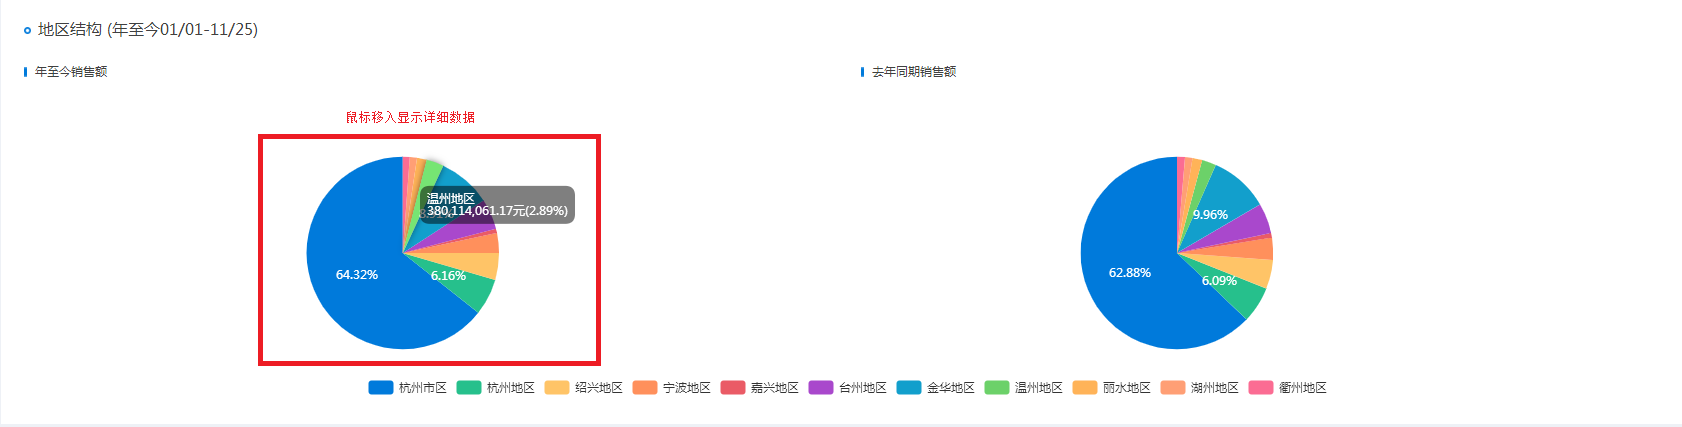 地区结构 (年至今01/01-11/25)
年至今销售额
去年同期销售额
鼠标移入显示详细数据
温州地区
380,114,061.17元(2.89%)
64.32%
6.16%
9.96%
62.88%
6.09%
杭州市区 杭州地区 绍兴地区 宁波地区 嘉兴地区 台州地区 金华地区 温州地区 丽水地区 湖州地区 衢州地区